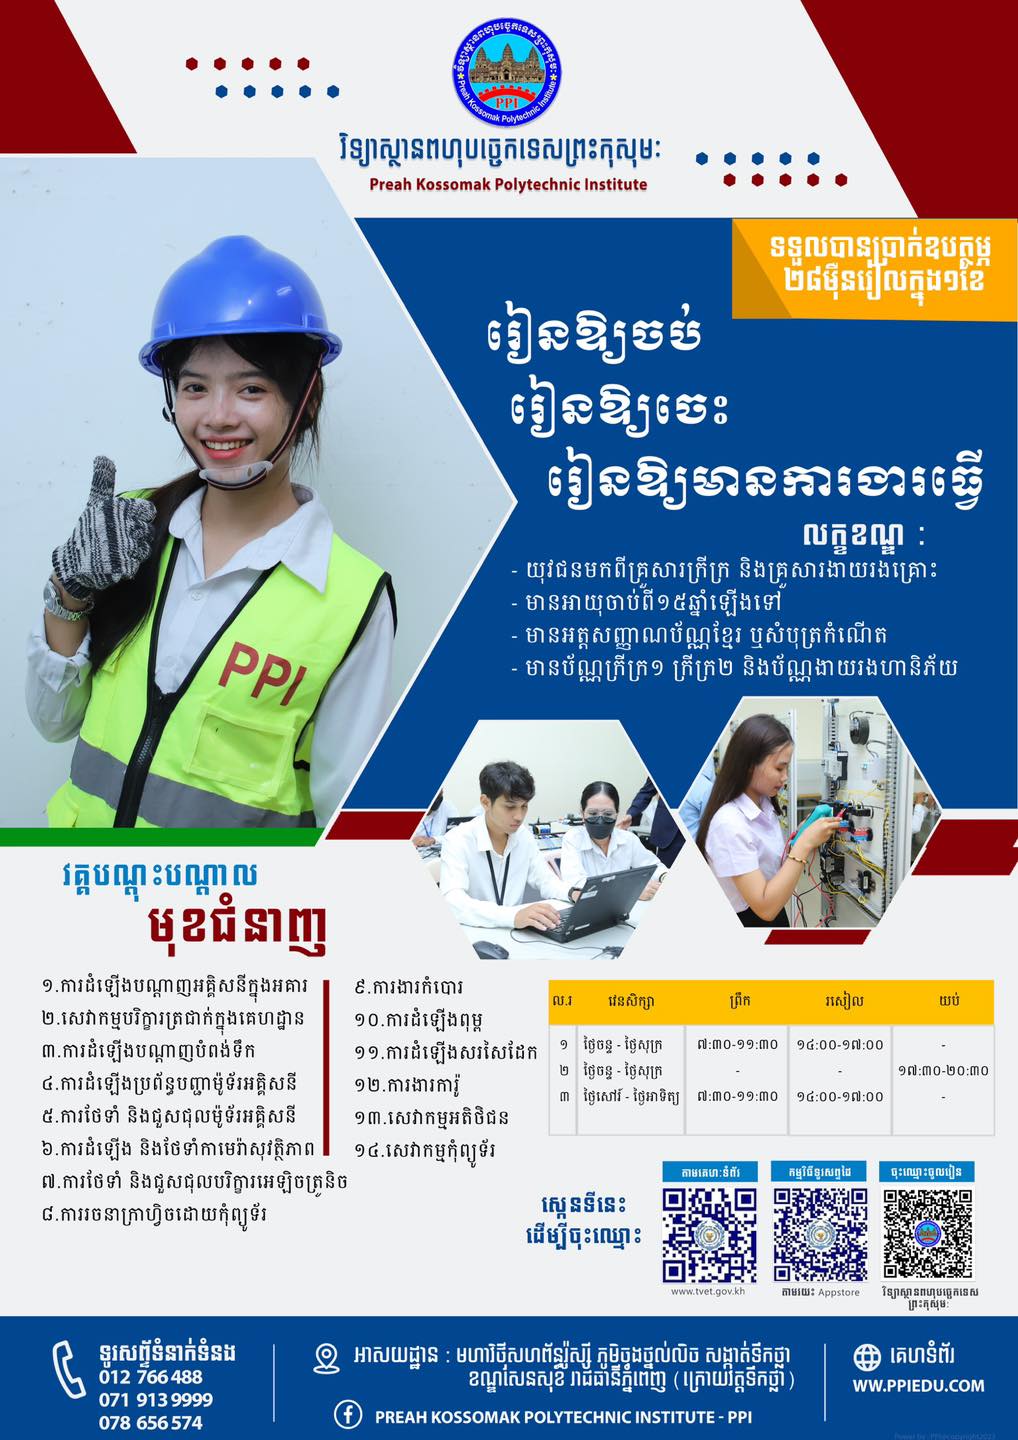 វិទ្យាស្ថានពហុបច្ចេកទេសព្រះកុសុមៈ
Preah Kossomak Polytechnic Institute
PPI
វិទ្យាស្ថានពហុបច្ចេកទេសព្រះកុសុមៈ
Preah Kossomak Polytechnic Institute
ទទួលបានប្រាក់ឧបត្ថម្ភ
២៨ម៉ឺនរៀលក្នុង១ខែ
រៀនឱ្យចប់
រៀនឱ្យចេះ
រៀនឱ្យមានការងារធ្វើ
លក្ខខណ្ឌ :
- យុវជនមកពីគ្រួសារក្រីក្រ និងគ្រួសារងាយរងគ្រោះ
- មានអាយុចាប់ពី១៥ឆ្នាំឡើងទៅ
- មានអត្តសញ្ញាណប័ណ្ណខ្មែរ ឬសំបុត្រកំណើត
- មានប័ណ្ណក្រីក្រ១ ក្រីក្រ២ និងប័ណ្ណងាយរងហានិភ័យ
PPI
វគ្គបណ្តុះបណ្តាល
មុខជំនាញ
១.ការដំឡើងបណ្តាញអគ្គិសនីក្នុងអគារ
២.សេវាកម្មបរិក្ខារត្រជាក់ក្នុងគេហដ្ឋាន
៣.ការដំឡើងបណ្តាញបំពង់ទឹក
៤.ការដំឡើងប្រព័ន្ធបញ្ជាម៉ូទ័រអគ្គិសនី
៥.ការថែទាំ និងជួសជុលម៉ូទ័រអគ្គិសនី
៦.ការដំឡើង និងថែទាំកាមេរ៉ាសុវត្ថិភាព
៧.ការថែទាំ និងជួសជុលបរិក្ខារអេឡិចត្រូនិច
៨.ការរចនាក្រាហ្វិចដោយកុំព្យូទ័រ
៩.ការងារកំបោរ
១០.ការដំឡើងពុម្ព
១១.ការដំឡើងសរសៃដែក
១២.ការងារការ៉ូ
១៣.សេវាកម្មអតិថិជន
១៤.សេវាកម្មកុំព្យូទ័រ
ល.រ វេនសិក្សា ព្រឹក រសៀល យប់
១ ថ្ងៃចន្ទ - ថ្ងៃសុក្រ ៧:៣០-១១:៣០ ១៤:០០-១៧:០០ -
២ ថ្ងៃចន្ទ - ថ្ងៃសុក្រ - - ១៧:៣០-២០:៣០
៣ ថ្ងៃសៅរ៍ - ថ្ងៃអាទិត្យ ៧:៣០-១១:៣០ ១៤:០០-១៧:០០ -
ស្កេនទីនេះ
ដើម្បីចុះឈ្មោះ
តាមគេហៈទំព័រ
www.tvet.gov.kh
កម្មវិធីទូរសព្ទដៃ
តាមរយះ Appstore
ចុះឈ្មោះចូលរៀន
វិទ្យាស្ថានពហុបច្ចេកទេស
ព្រះកុសុមៈ
ទូរសព្ទ័ទំនាក់ទំនង
012 766 488
071 913 9999
078 656 574
អាសយដ្ឋាន : មហាវិថីសហព័ន្ធរ៉ុស្ស៊ី ភូមិចុងថ្នល់លិច សង្កាត់ទឹកថ្លា
ខណ្ឌសែនសុខ រាជធានីភ្នំពេញ (ក្រោយវត្តទឹកថ្លា)
PREAH KOSSOMAK POLYTECHNIC INSTITUTE - PPI
គេហទំព័រ
WW.PPIEDU.COM